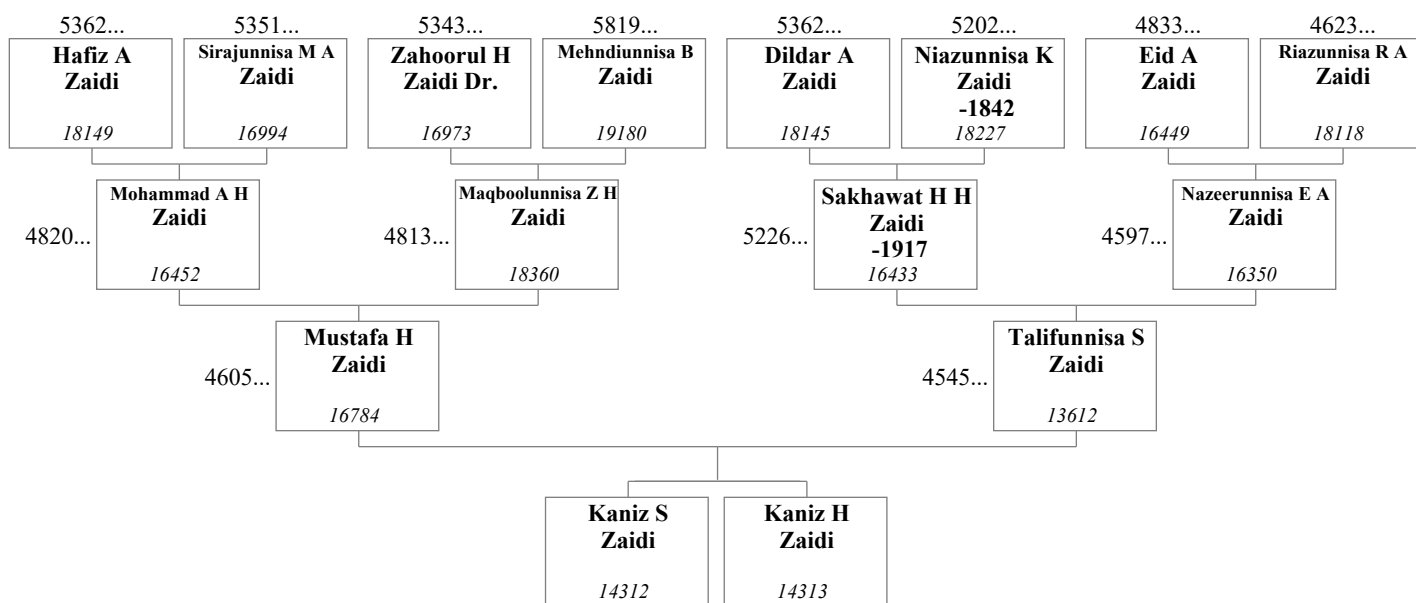 5362... 5351... 5343... 5819... 5362... 5202... 4833... 4623...
Hafiz A
Zaidi
18149
Sirajunnisa M A
Zaidi
16994
Zahoorul H
Zaidi Dr.
16973
Mehndiunnisa B
Zaidi
19180
Dildar A
Zaidi
18145
Niazunnisa K
Zaidi
-1842
18227
Eid A
Zaidi
16449
Riazunnisa R A
Zaidi
18118
4820...
Mohammad A H
Zaidi
16452
4813...
Maqboolunnisa Z H
Zaidi
18360
5226...
Sakhawat H H
Zaidi
-1917
16433
4597...
Nazeerunnisa E A
Zaidi
16350
4605...
Mustafa H
Zaidi
16784
4545...
Talifunnisa S
Zaidi
13612
Kaniz S
Zaidi
14312
Kaniz H
Zaidi
14313